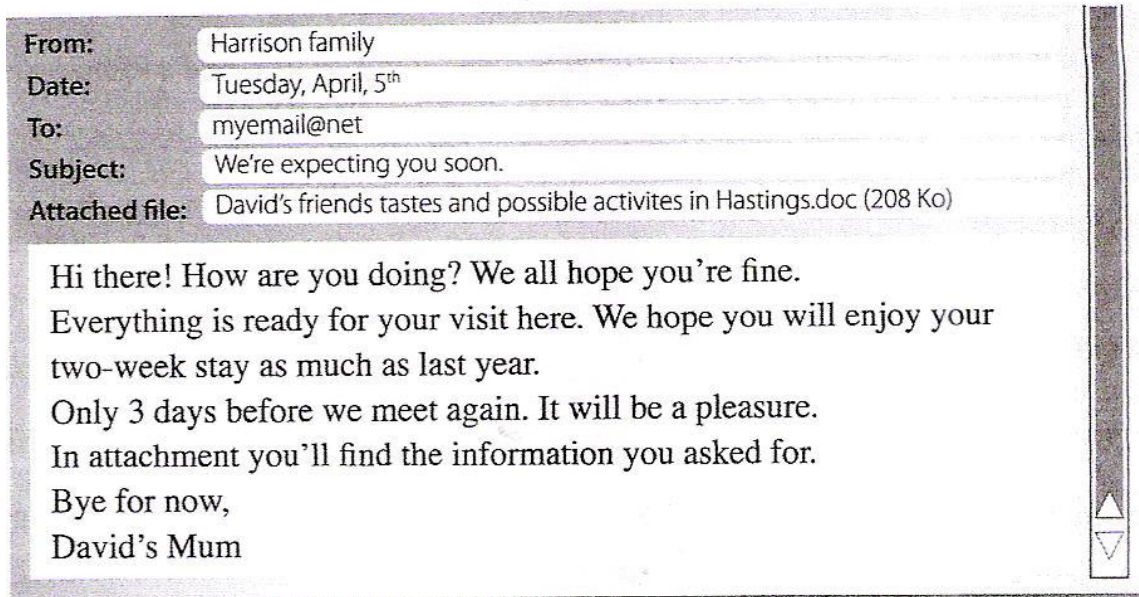 From: Harrison family
Date: Tuesday, April, 5th
To: myemail@net
Subject: We're expecting you soon.
Attached file: David's friends tastes and possible activites in Hastings.doc (208 Ko)
Hi there! How are you doing? We all hope you're fine.
Everything is ready for your visit here. We hope you will enjoy your
two-week stay as much as last year.
Only 3 days before we meet again. It will be a pleasure.
In attachment you'll find the information you asked for.
Bye for now,
David's Mum